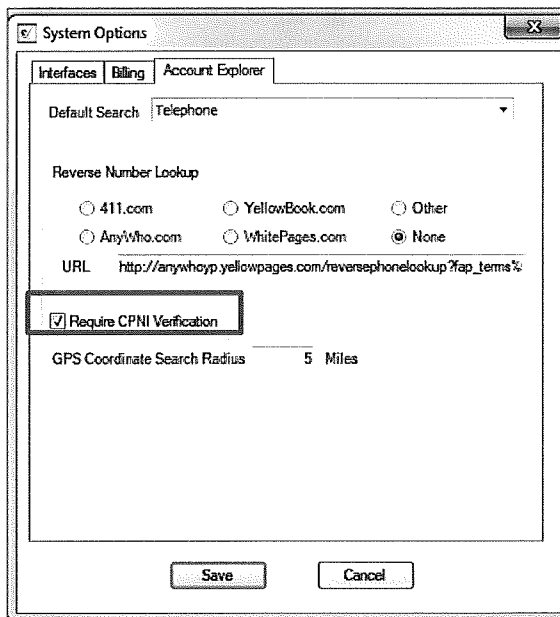 System Options
Interfaces Billing Account Explorer
Default Search Telephone
Reverse Number Lookup
411.com YellowBook.com Other
AnyWho.com WhitePages.com None
URL http://anywhoyp.yellowpages.com/reversephonelookup?fap_terms%
Require CPNI Verification
GPS Coordinate Search Radius 5 Miles
Save Cancel